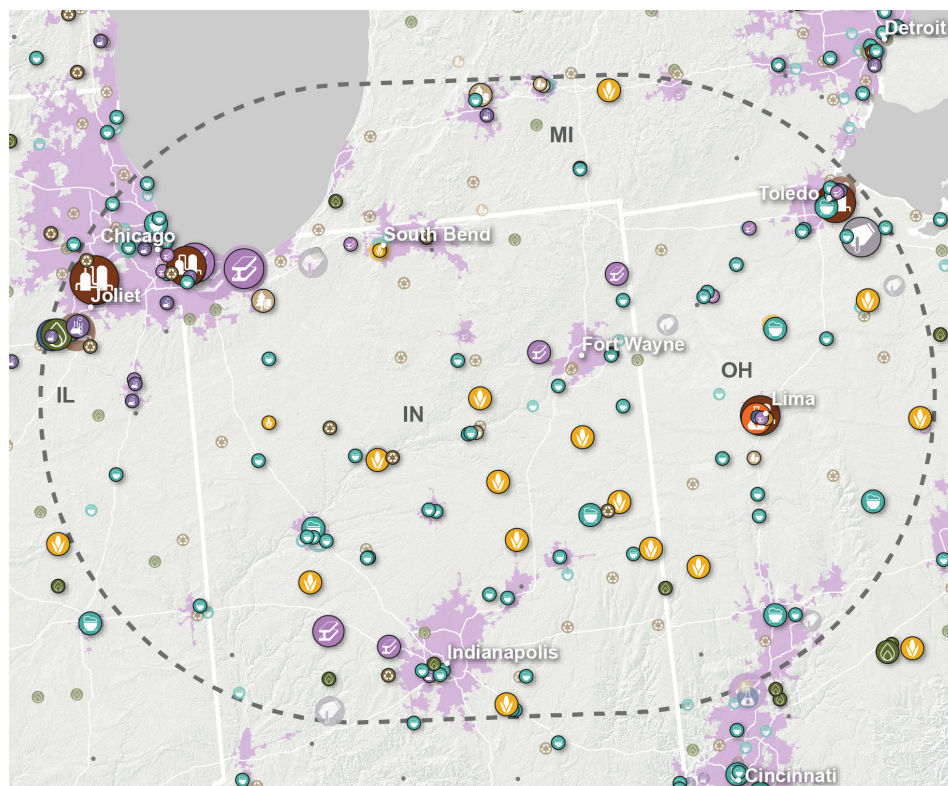 Detroit
MI
Toledo
Chicago
South Bend
Joliet
Fort Wayne
OH
IL
IN
Lima
Indianapolis
Cincinnati